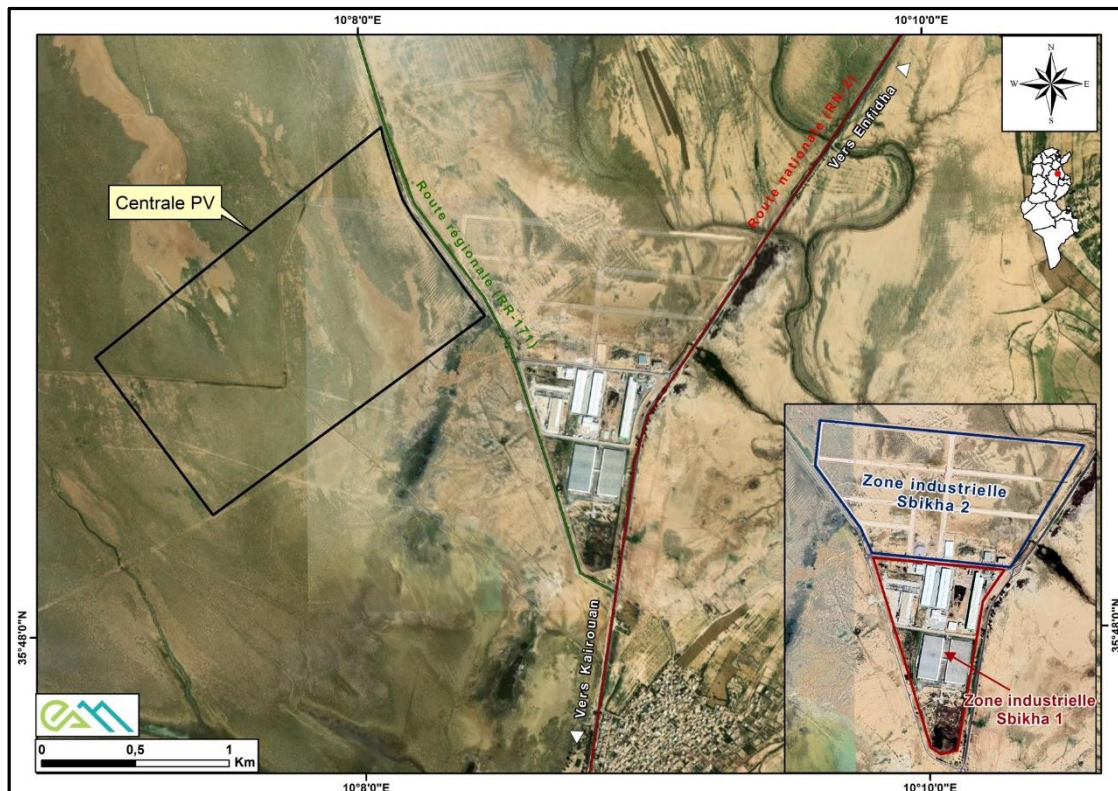 10°8'0"E
10°10'0"E
N
W
E
S
Centrale PV
Route régionale (RR-171)
Route nationale (RN-2)
Vers Enfidha
35°48'0"N
35°48'0"N
Vers Kairouan
Zone industrielle
Sbikha 2
Zone industrielle
Sbikha 1
eam
0
0,5
1
Km
10°8'0"E
10°10'0"E